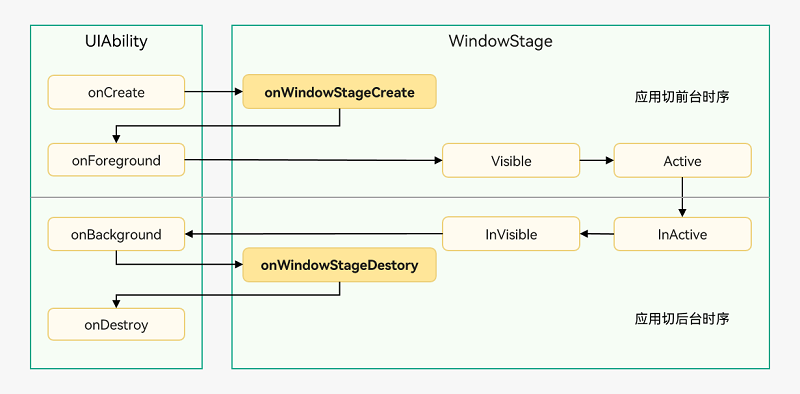 UIAbility
WindowStage
onCreate
onWindowStageCreate
应用切前台时序
onForeground
Visible
Active
onBackground
InVisible
InActive
onWindowStageDestory
onDestroy
应用切后台时序